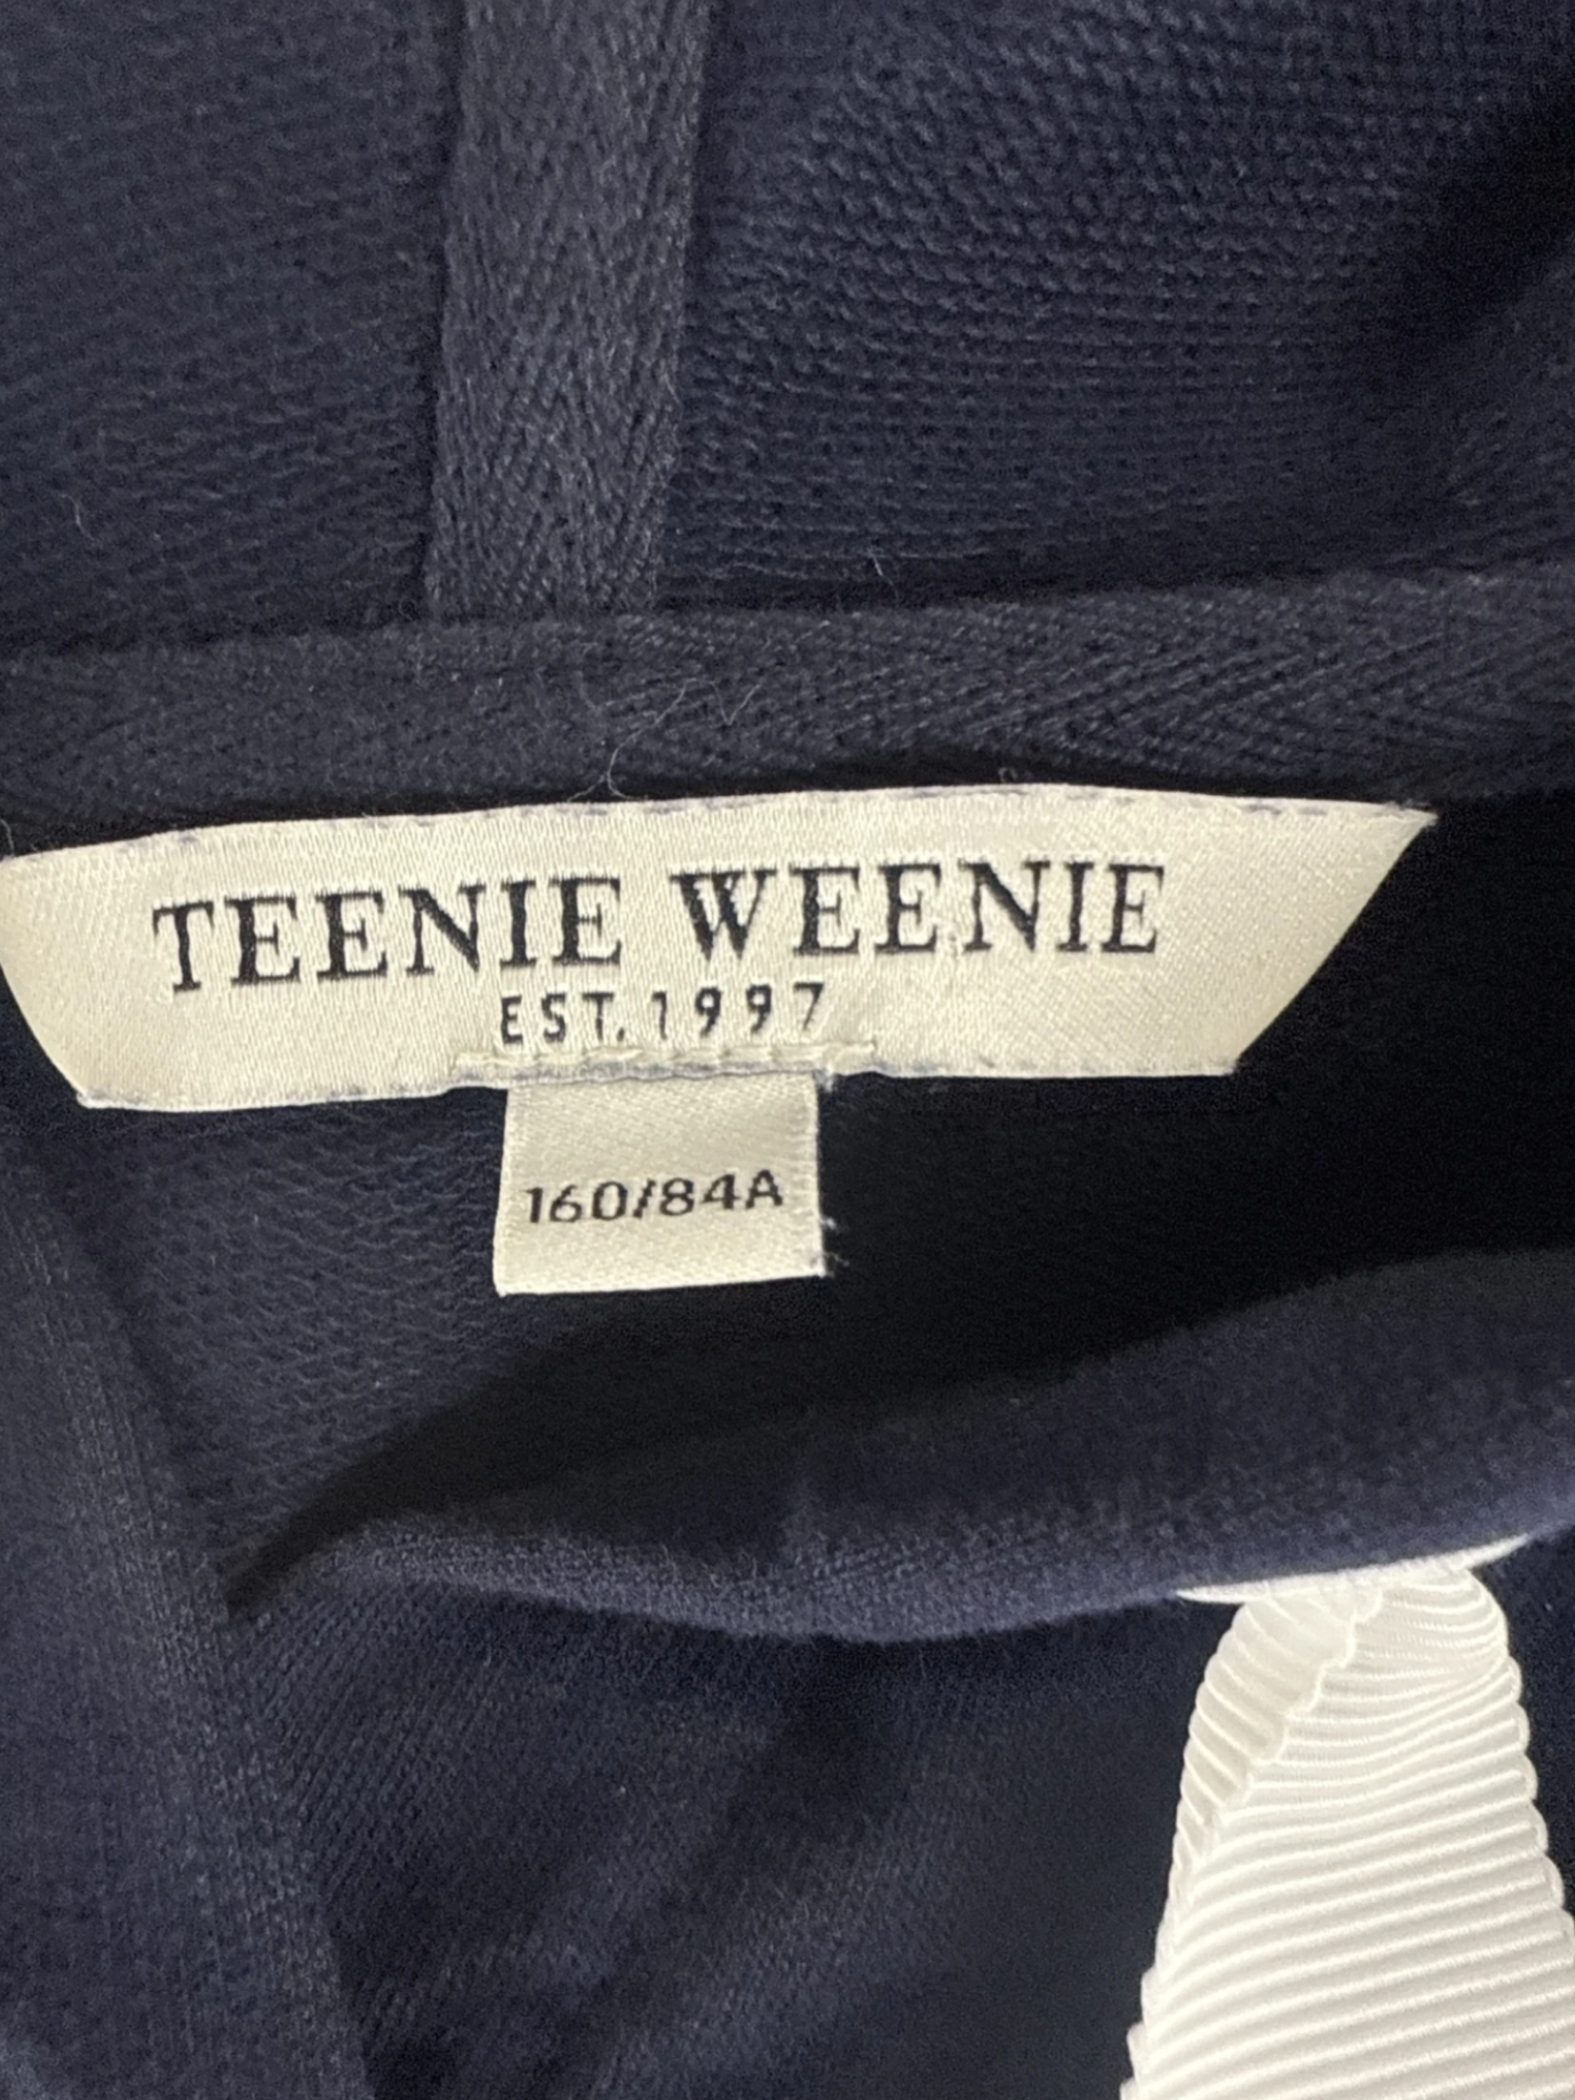 TEENIE WEENIE
EST. 1997
160/84A